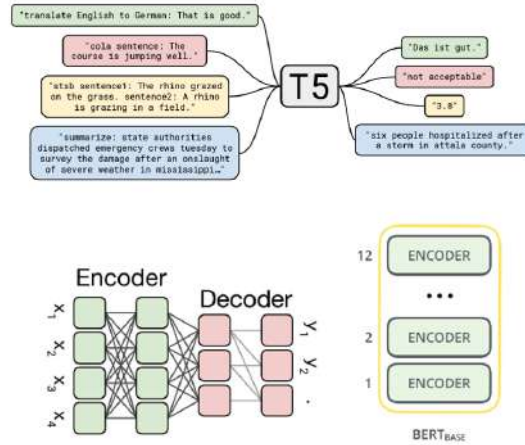 "translate English to German: That is good."
"cola sentence: The
course is jumping well."
"stsb sentence1: The rhino grazed
on the grass. sentence2: A rhino
is grazing in a field."
"summarize: state authorities
dispatched emergency crews tuesday to
survey the damage after an onslaught
of severe weather in mississippi…"
T5
"Das ist gut."
"not acceptable"
"3.8"
"six people hospitalized after
a storm in attala county."
Encoder
Decoder
x1
x2
x3
x4
y1
y2
.
12 ENCODER
...
2 ENCODER
1 ENCODER
BERTBASE